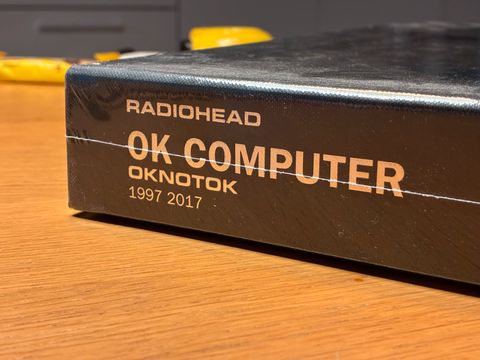 RADIOHEAD
OK COMPUTER
OKNOTOK
1997 2017